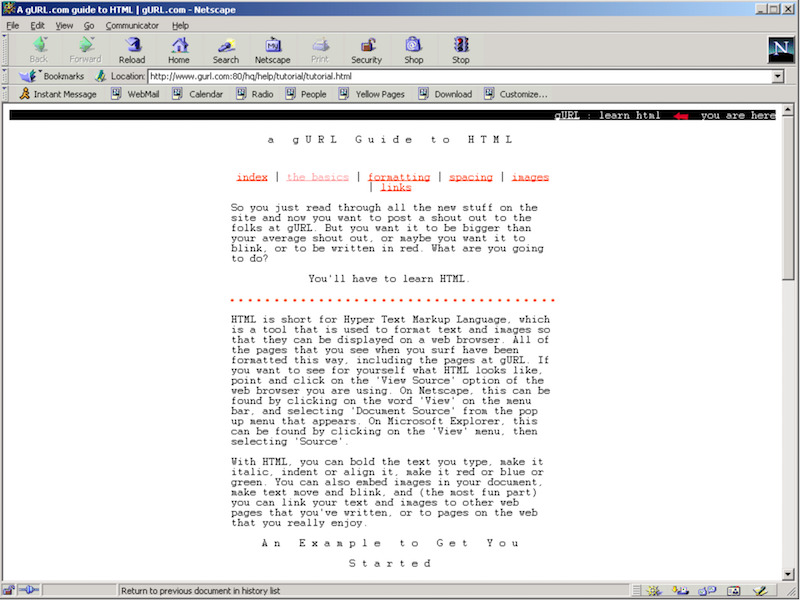 A gURL.com guide to HTML | gURL.com - Netscape
File Edit View Go Communicator Help
Back Forward Reload Home Search Netscape Print Security Shop Stop
N
Bookmarks Location: http://www.gurl.com:80/hq/help/tutorial/tutorial.html
Instant Message WebMail Calendar Radio People Yellow Pages Download Customize...
gURL : learn html you are here
a gURL Guide to HTML
index | the basics | formatting | spacing | images
| links
So you just read through all the new stuff on the
site and now you want to post a shout out to the
folks at gURL. But you want it to be bigger than
your average shout out, or maybe you want it to
blink, or to be written in red. What are you going
to do?
You'll have to learn HTML.
HTML is short for Hyper Text Markup Language, which
is a tool that is used to format text and images so
that they can be displayed on a web browser. All of
the pages that you see when you surf have been
formatted this way, including the pages at gURL. If
you want to see for yourself what HTML looks like,
point and click on the 'View Source' option of the
web browser you are using. On Netscape, this can be
found by clicking on the word 'View' on the menu
bar, and selecting 'Document Source' from the pop
up menu that appears. On Microsoft Explorer, this
can be found by clicking on the 'View' menu, then
selecting 'Source'.
With HTML, you can bold the text you type, make it
italic, indent or align it, make it red or blue or
green. You can also embed images in your document,
make text move and blink, and (the most fun part)
you can link your text and images to other web
pages that you've written, or to pages on the web
that you really enjoy.
An Example to Get You
Started
Return to previous document in history list